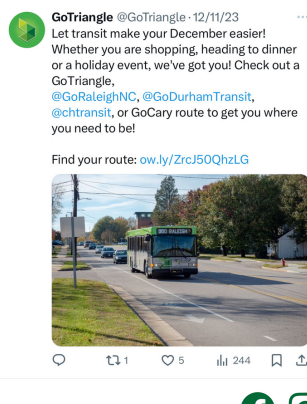 GoTriangle @GoTriangle · 12/11/23
Let transit make your December easier!
Whether you are shopping, heading to dinner
or a holiday event, we've got you! Check out a
GoTriangle,
@GoRaleighNC, @GoDurhamTransit,
@chtransit, or GoCary route to get you where
you need to be!
Find your route: ow.ly/ZrcJ50QhzLG
1
5
244